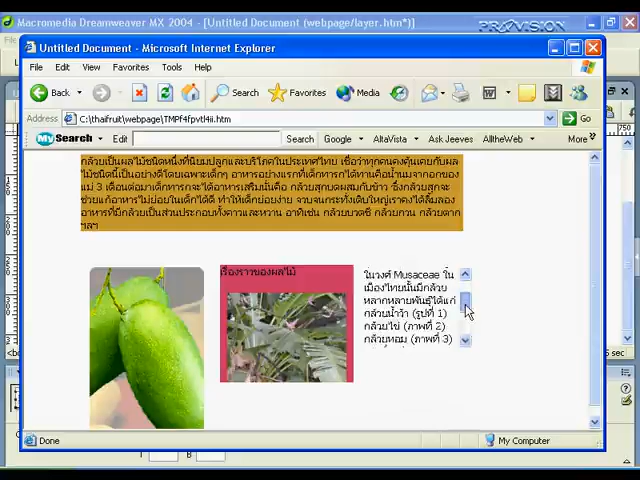 Macromedia Dreamweaver MX 2004 - [Untitled Document (webpage/layer.htm*)]
PROVISION
Untitled Document - Microsoft Internet Explorer
File Edit View Favorites Tools Help
Back Search Favorites Media
Address C:\thaifruit\webpage\TMPf4fpvtl4ii.htm Go
My Search Edit Search Google AltaVista Ask Jeeves AlltheWeb More
750
กล้วยเป็นผลไม้ชนิดหนึ่งที่นิยมปลูกและบริโภคในประเทศไทย เชื่อว่าทุกคนคงคุ้นเคยกับผล
ไม้ชนิดนี้เป็นอย่างดีโดยเฉพาะเด็กๆ อาหารอย่างแรกที่เด็กทารกได้ทานคือน้ำนมจากอกของ
แม่ 3 เดือนต่อมาเด็กทารกจะได้อาหารเสริมนั่นคือ กล้วยสุกบดผสมกับข้าว ซึ่งกล้วยสุกจะ
ช่วยแก้อาหารไม่ย่อยในเด็กได้ดี ทำให้เด็กย่อยง่าย จวบจนกระทั่งเติบใหญ่เราคงได้ลิ้มลอง
อาหารที่มีกล้วยเป็นส่วนประกอบทั้งคาวและหวาน อาทิเช่น กล้วยบวดชี กล้วยกวน กล้วยตาก
ฯลฯ
เรื่องราวของผลไม้
ในวงศ์ Musaceae ใน
เมืองไทยนั้นมีกล้วย
หลากหลายพันธุ์ได้แก่
กล้วยน้ำว้า (รูปที่ 1)
กล้วยไข่ (ภาพที่ 2)
กล้วยหอม (ภาพที่ 3)
5 sec
Done My Computer
T B